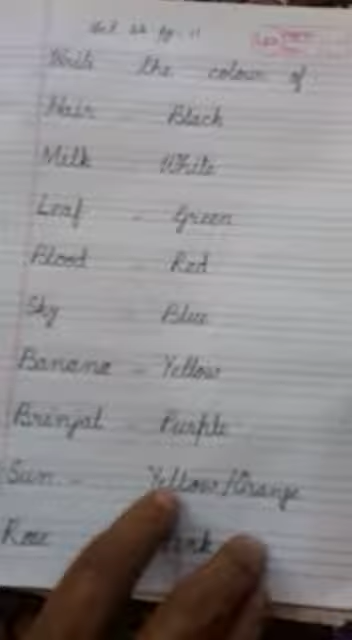 Write the colour of
Hair Black
Milk White
Leaf - Green
Blood - Red
Sky - Blue
Banana - Yellow
Brinjal - Purple
Sun - Yellow/Orange
Rose